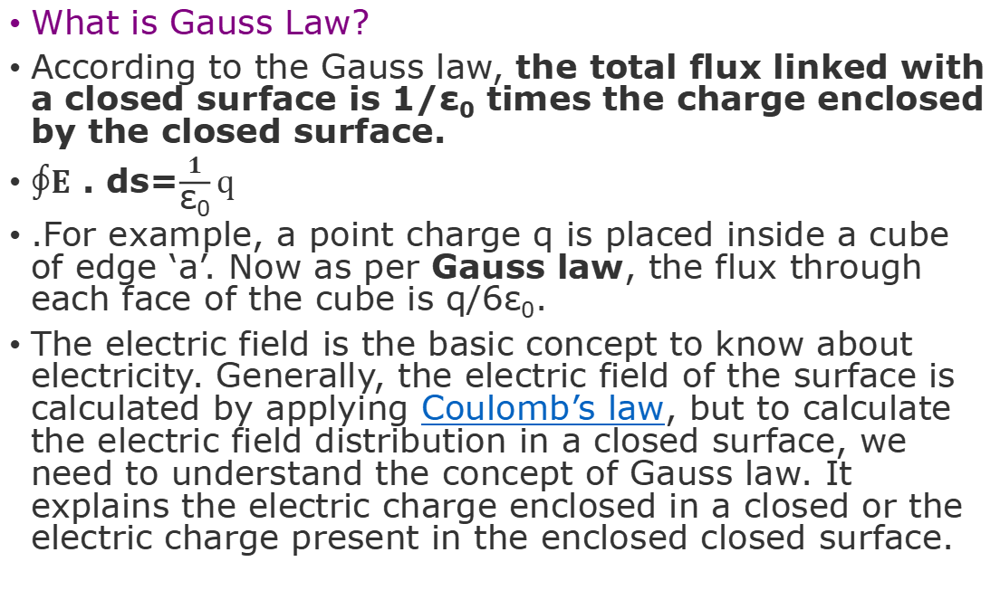 • What is Gauss Law?
• According to the Gauss law, the total flux linked with
a closed surface is 1/ε₀ times the charge enclosed
by the closed surface.
• ∮E . ds=1/ε₀ q
• .For example, a point charge q is placed inside a cube
of edge ‘a’. Now as per Gauss law, the flux through
each face of the cube is q/6ε₀.
• The electric field is the basic concept to know about
electricity. Generally, the electric field of the surface is
calculated by applying Coulomb’s law, but to calculate
the electric field distribution in a closed surface, we
need to understand the concept of Gauss law. It
explains the electric charge enclosed in a closed or the
electric charge present in the enclosed closed surface.